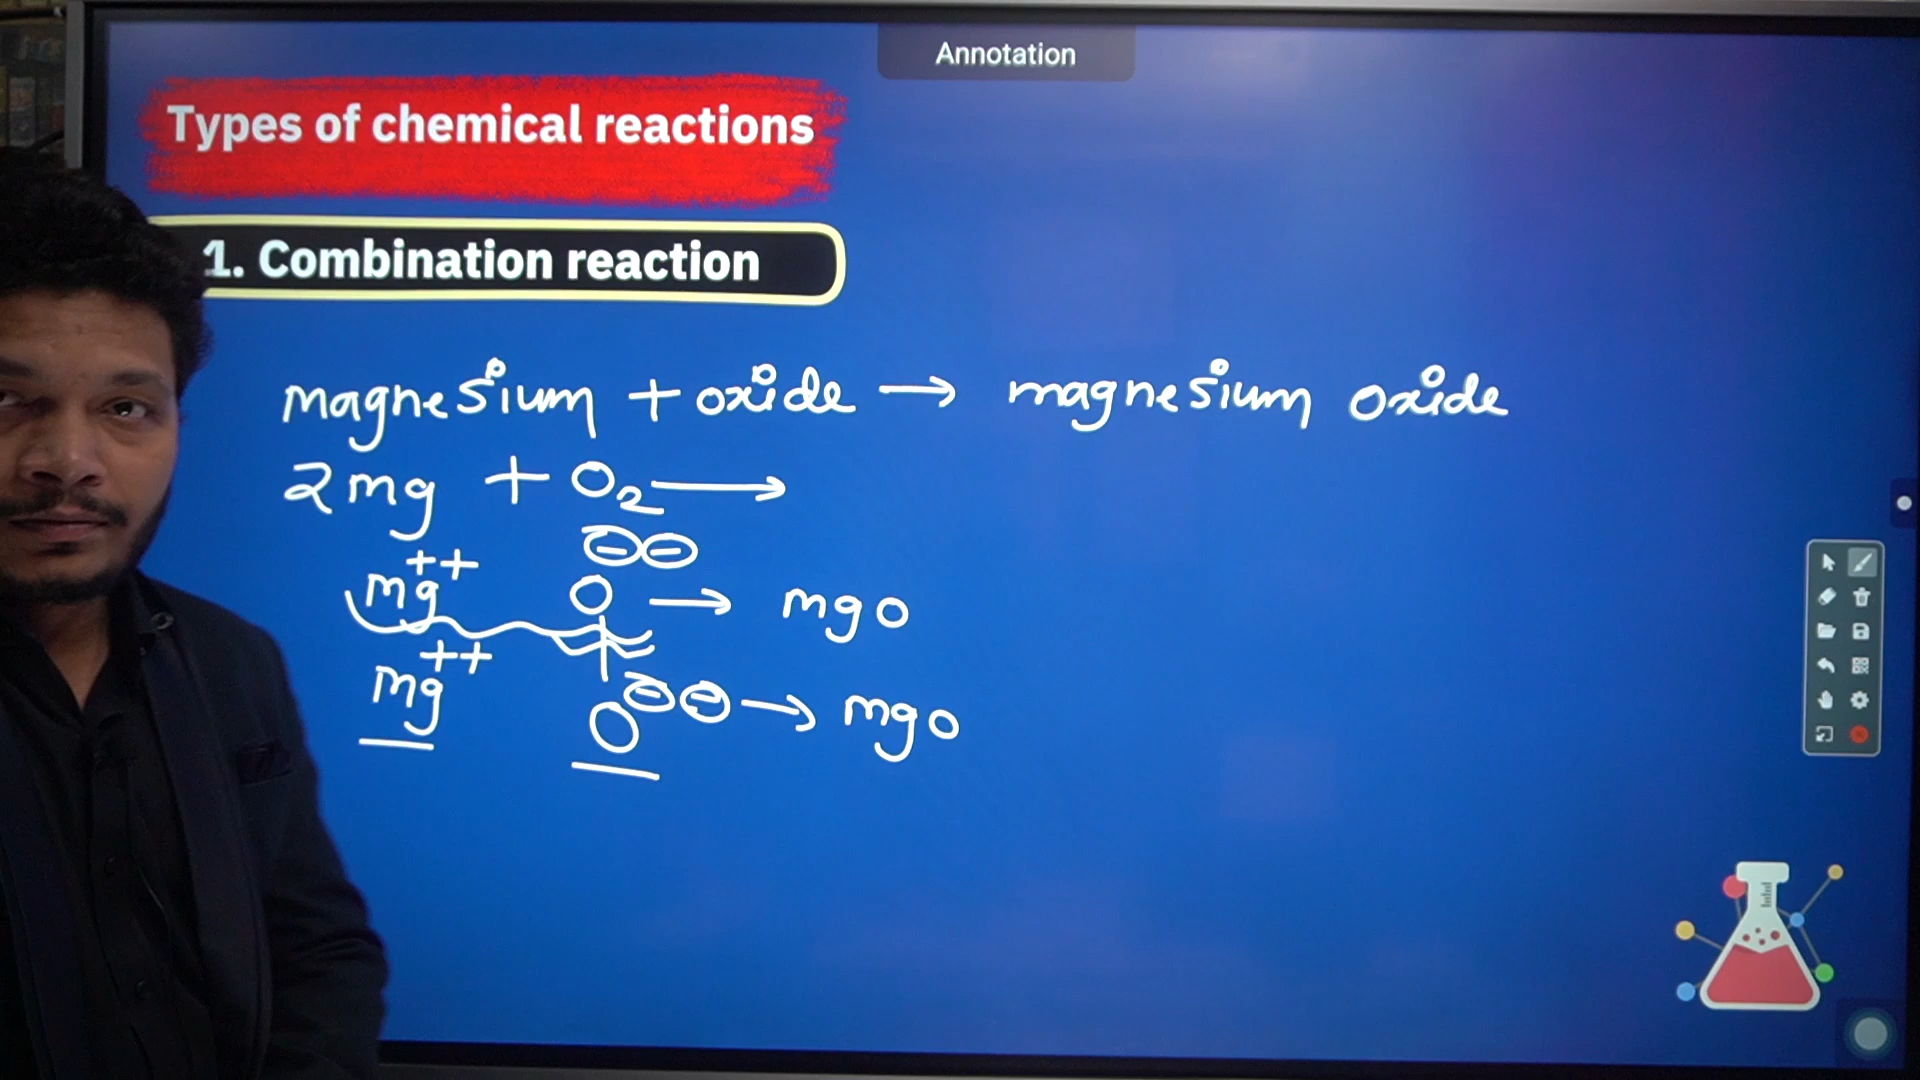 Annotation
Types of chemical reactions
1. Combination reaction
magnesium + oxide → magnesium oxide
2mg + O₂ →
mg⁺⁺ O⊖⊖ → mgo
mg⁺⁺ O⊖⊖ → mgo